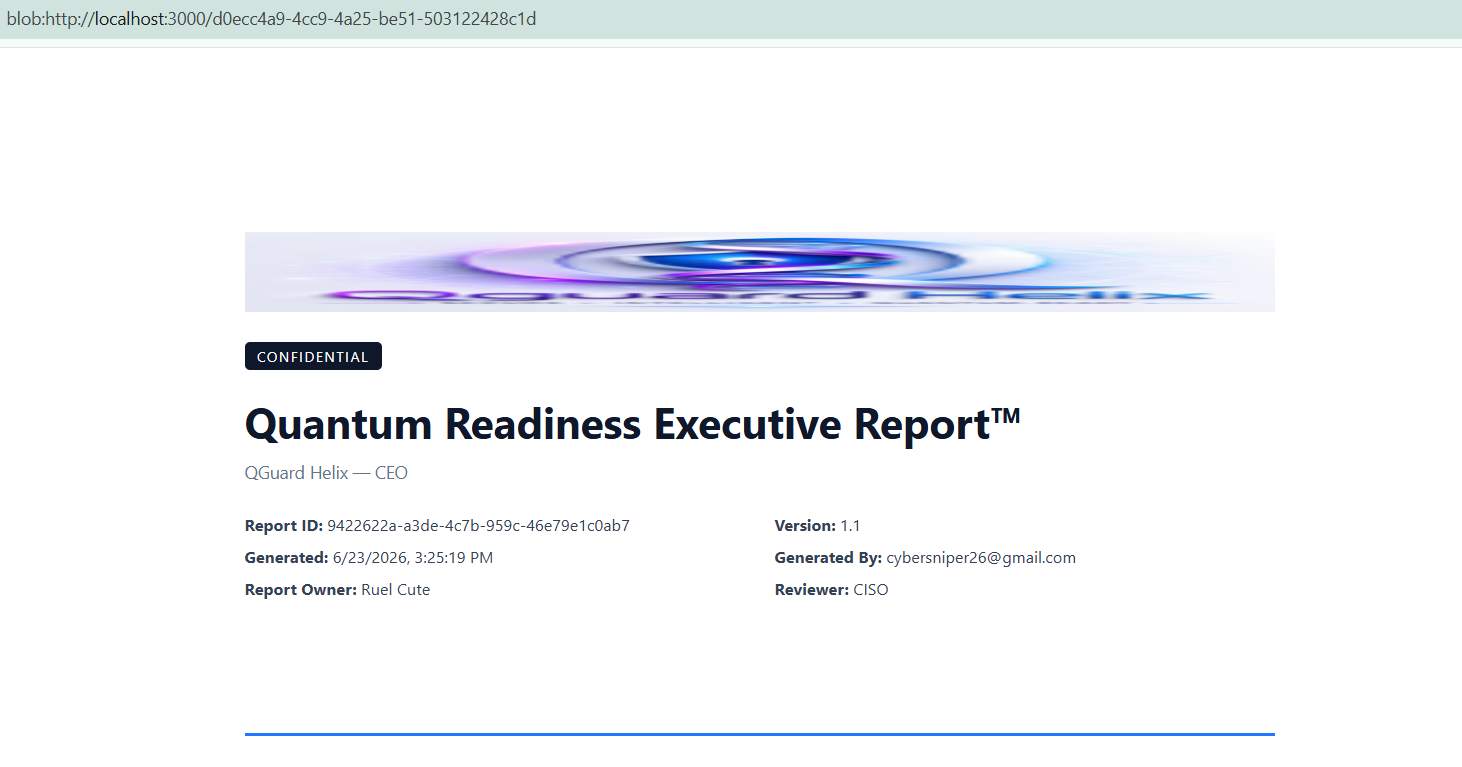 blob:http://localhost:3000/d0ecc4a9-4cc9-4a25-be51-503122428c1d
Qguard Helix
CONFIDENTIAL
Quantum Readiness Executive Report™
QGuard Helix — CEO
Report ID: 9422622a-a3de-4c7b-959c-46e79e1c0ab7
Version: 1.1
Generated: 6/23/2026, 3:25:19 PM
Generated By: cybersniper26@gmail.com
Report Owner: Ruel Cute
Reviewer: CISO